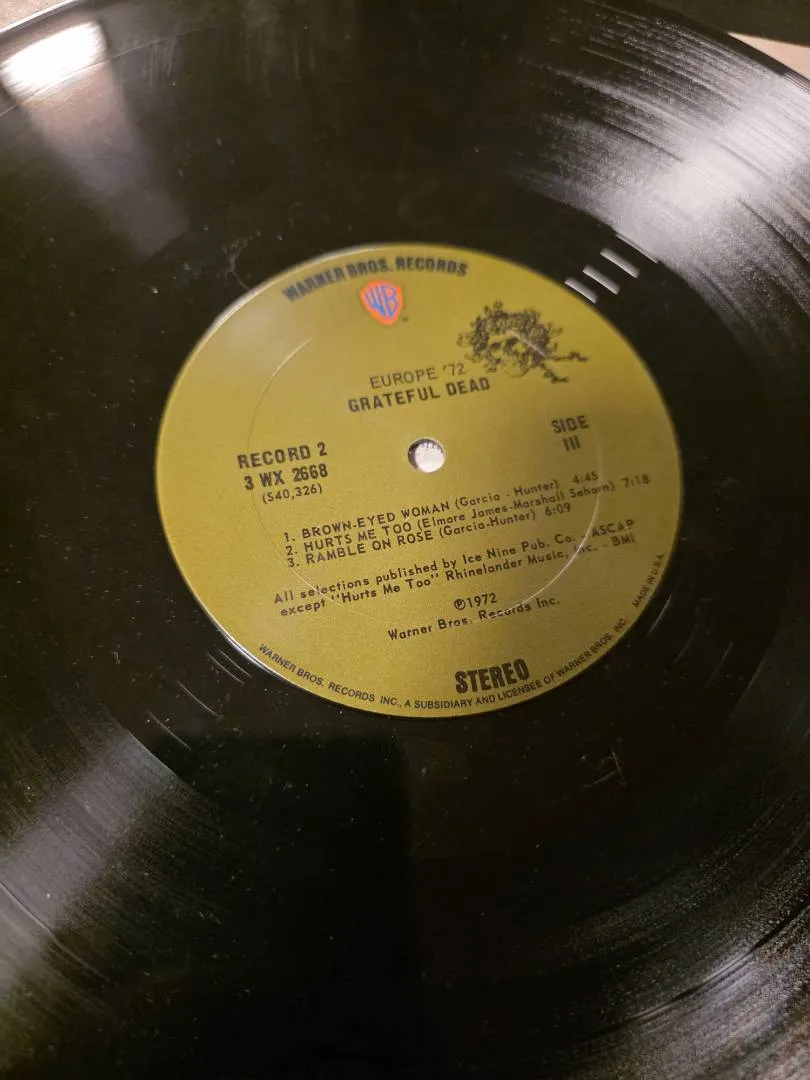 WARNER BROS. RECORDS
WB
EUROPE '72
GRATEFUL DEAD
RECORD 2
3 WX 2668
(S40,326)
SIDE
III
1. BROWN-EYED WOMAN (Garcia - Hunter) 4:45
2. HURTS ME TOO (Elmore James-Marshall Sehorn) 7:18
3. RAMBLE ON ROSE (Garcia-Hunter) 6:09
All selections published by Ice Nine Pub. Co. - ASCAP
except "Hurts Me Too" Rhinelander Music, Inc. - BMI
℗1972
Warner Bros. Records Inc.
STEREO
WARNER BROS. RECORDS INC., A SUBSIDIARY AND LICENSEE OF WARNER BROS. INC. MADE IN U.S.A.